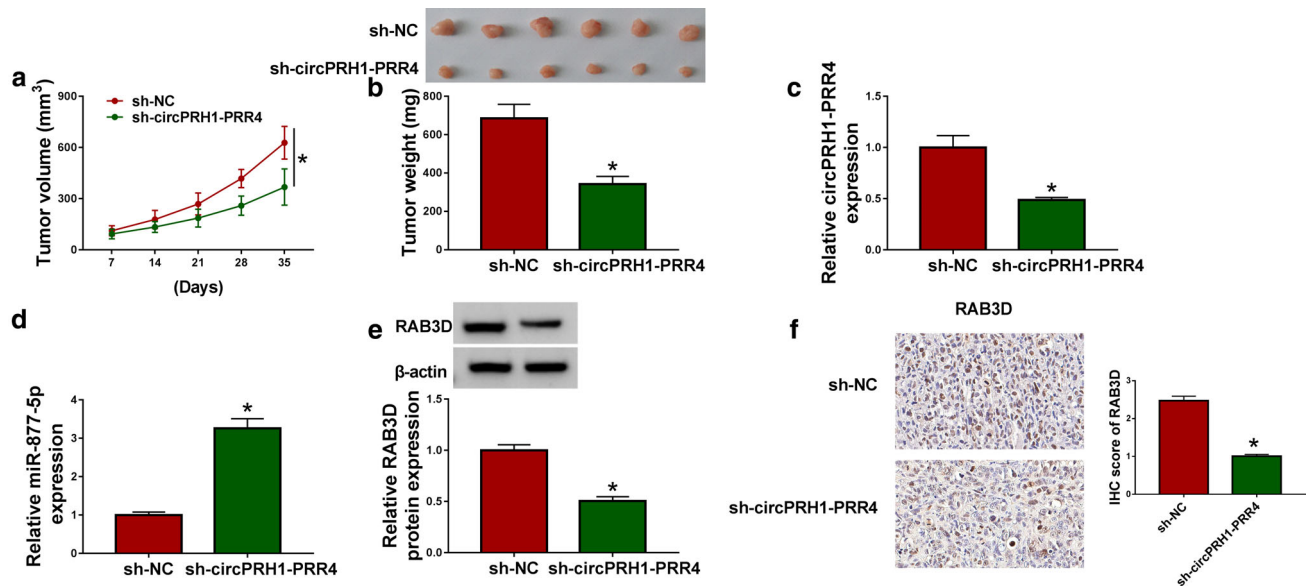 sh-NC
sh-circPRH1-PRR4
a
Tumor volume (mm³)
900
600
300
0
sh-NC
sh-circPRH1-PRR4
*
7 14 21 28 35
(Days)
b
Tumor weight (mg)
800
600
400
200
0
*
sh-NC sh-circPRH1-PRR4
c
Relative circPRH1-PRR4
expression
1.5
1.0
0.5
0.0
*
sh-NC sh-circPRH1-PRR4
d
Relative miR-877-5p
expression
4
3
2
1
0
*
sh-NC sh-circPRH1-PRR4
e
RAB3D
β-actin
Relative RAB3D
protein expression
1.5
1.0
0.5
0.0
*
sh-NC sh-circPRH1-PRR4
f
RAB3D
sh-NC
sh-circPRH1-PRR4
IHC score of RAB3D
3
2
1
0
*
sh-NC
sh-circPRH1-PRR4